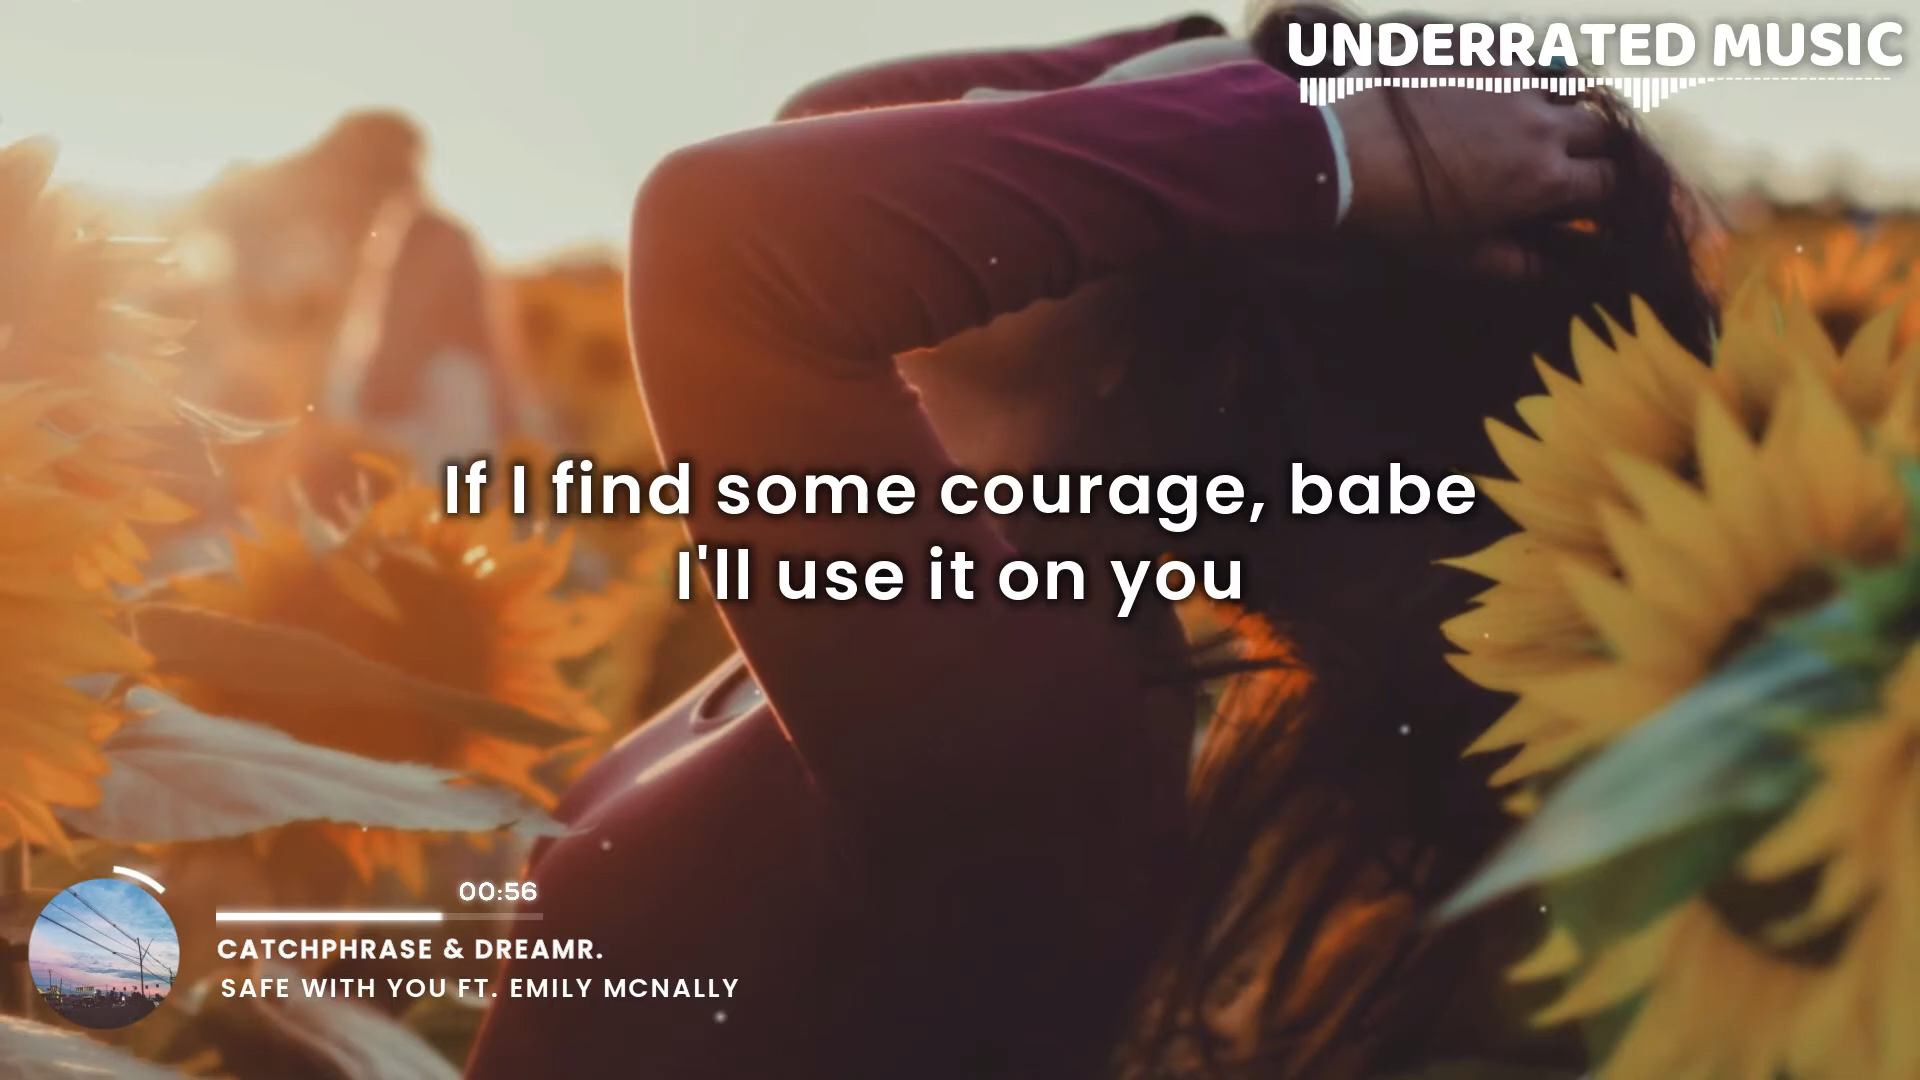 UNDERRATED MUSIC
If I find some courage, babe
I'll use it on you
00:56
CATCHPHRASE & DREAMR.
SAFE WITH YOU FT. EMILY MCNALLY